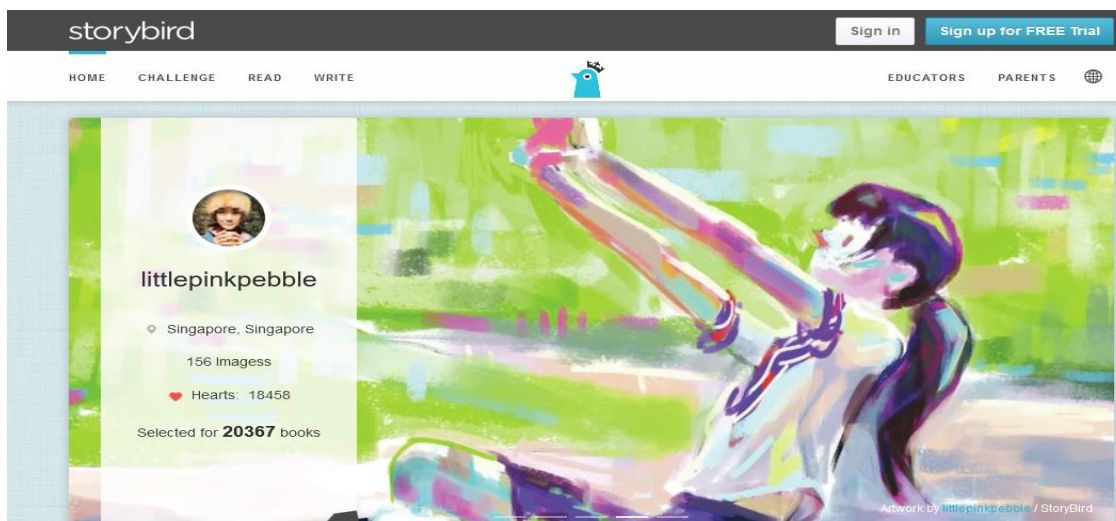 storybird
Sign in
Sign up for FREE Trial
HOME
CHALLENGE
READ
WRITE
EDUCATORS
PARENTS
littlepinkpebble
Singapore, Singapore
156 Imagess
Hearts: 18458
Selected for 20367 books
Artwork by littlepinkpebble / StoryBird